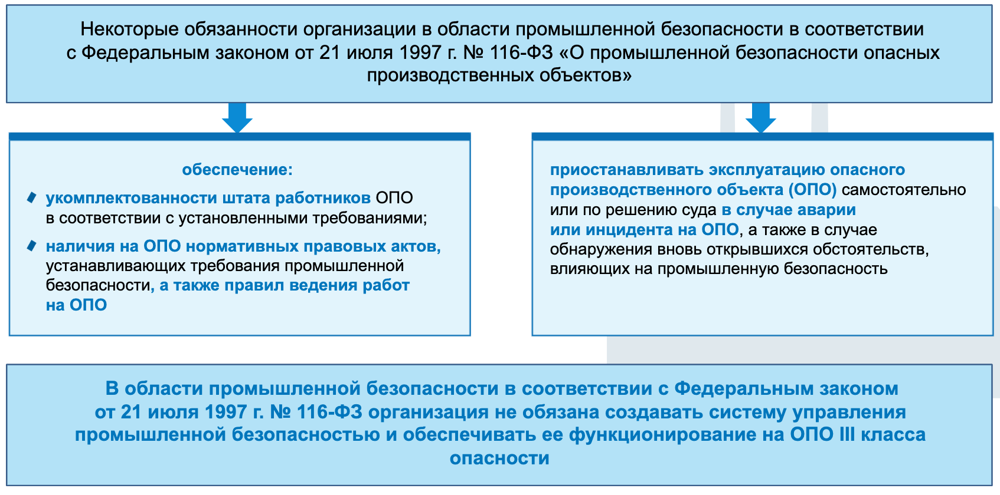 Некоторые обязанности организации в области промышленной безопасности в соответствии
с Федеральным законом от 21 июля 1997 г. № 116-ФЗ «О промышленной безопасности опасных
производственных объектов»
обеспечение:
укомплектованности штата работников ОПО
в соответствии с установленными требованиями;
наличия на ОПО нормативных правовых актов,
устанавливающих требования промышленной
безопасности, а также правил ведения работ
на ОПО
приостанавливать эксплуатацию опасного
производственного объекта (ОПО) самостоятельно
или по решению суда в случае аварии
или инцидента на ОПО, а также в случае
обнаружения вновь открывшихся обстоятельств,
влияющих на промышленную безопасность
В области промышленной безопасности в соответствии с Федеральным законом
от 21 июля 1997 г. № 116-ФЗ организация не обязана создавать систему управления
промышленной безопасностью и обеспечивать ее функционирование на ОПО III класса
опасности